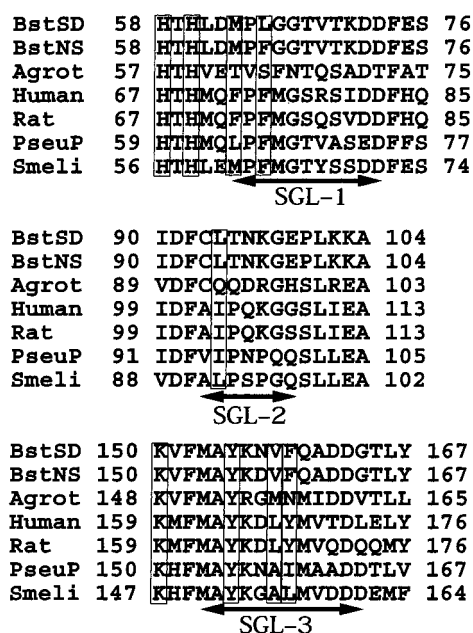 BstSD 58 HTHLDMPLGGTVTKDDFES 76
BstNS 58 HTHLDMPFGGTVTKDDFES 76
Agrot 57 HTHVETVSFNTQSADTFAT 75
Human 67 HTHMQFPFMGSRSIDDFHQ 85
Rat 67 HTHMQFPFMGSQSVDDFHQ 85
PseuP 59 HTHMQLPFMGTVASEDFFS 77
Smeli 56 HTHLEMPFMGTYSSDDFES 74
SGL-1
BstSD 90 IDFCLTNKGEPLKKA 104
BstNS 90 IDFCLTNKGEPLKKA 104
Agrot 89 VDFCQQDRGHSLREA 103
Human 99 IDFAIPQKGGSLIEA 113
Rat 99 IDFAIPQKGSSLIEA 113
PseuP 91 IDFVIPNPQQSLLEA 105
Smeli 88 VDFALPSPGQSLLEA 102
SGL-2
BstSD 150 KVFMAYKNVFQADDGTLY 167
BstNS 150 KVFMAYKDVFQADDGTLY 167
Agrot 148 KVFMAYRGMNMIDDVTLL 165
Human 159 KMFMAYKDLYMVTDLELY 176
Rat 159 KMFMAYKDLYMVQDQQMY 176
PseuP 150 KHFMAYKNAIMAADDTLV 167
Smeli 147 KHFMAYKGALMVDDDEMF 164
SGL-3